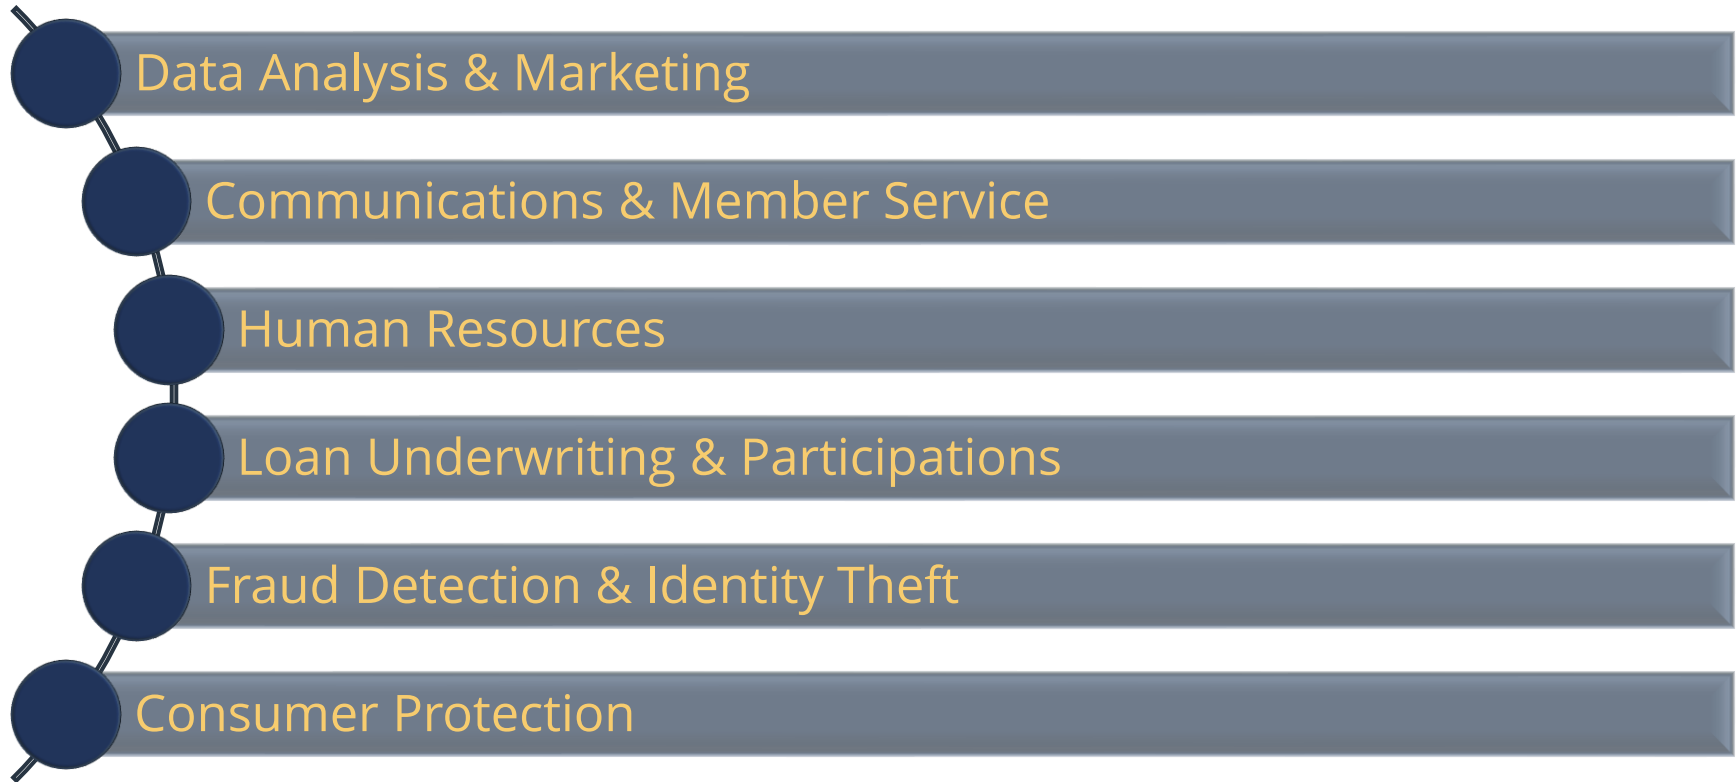 Data Analysis & Marketing
Communications & Member Service
Human Resources
Loan Underwriting & Participations
Fraud Detection & Identity Theft
Consumer Protection